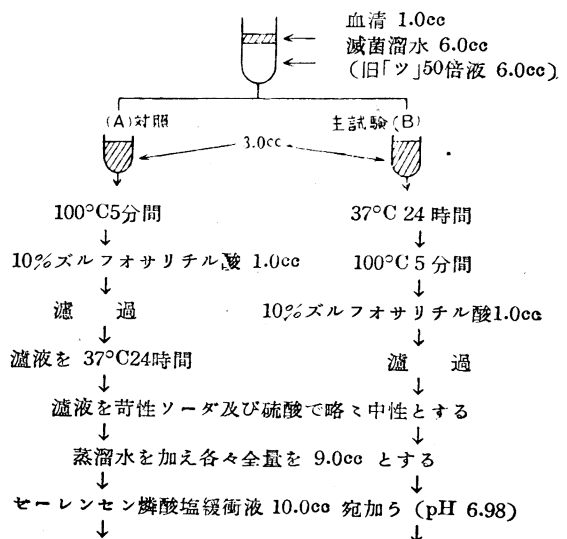 血清 1.0cc
滅菌溜水 6.0cc
(旧「ツ」50倍液 6.0cc)
(A)対照
主試験(B)
3.0cc
100°C5分間
37°C 24時間
10%ズルフオサリチル酸 1.0cc
100°C 5分間
濾 過
10%ズルフオサリチル酸1.0cc
濾液を 37°C24時間
濾 過
濾液を苛性ソーダ及び硫酸で略々中性とする
蒸溜水を加え各々全量を 9.0cc とする
セーレンセン燐酸塩緩衝液 10.0cc 宛加う (pH 6.98)